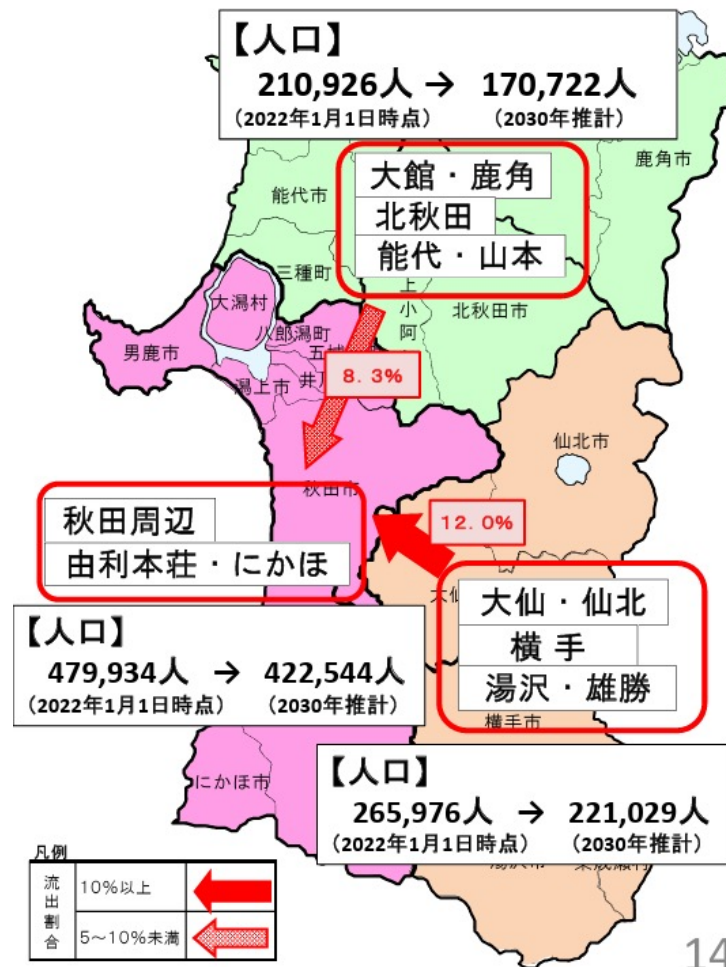 【人口】
210,926人 → 170,722人
（2022年1月1日時点） （2030年推計）
鹿角市
大館・鹿角
能代市
北秋田
能代・山本
三種町
上小阿
大潟村
北秋田市
八郎潟町
男鹿市
五城
潟上市
井川
8.3%
仙北市
秋田市
秋田周辺
12.0%
由利本荘・にかほ
大仙
大仙・仙北
【人口】
横手
479,934人 → 422,544人
（2022年1月1日時点） （2030年推計）
湯沢・雄勝
横手市
にかほ市
【人口】
265,976人 → 221,029人
（2022年1月1日時点） （2030年推計）
凡例
流出割合
10%以上
5～10%未満
14